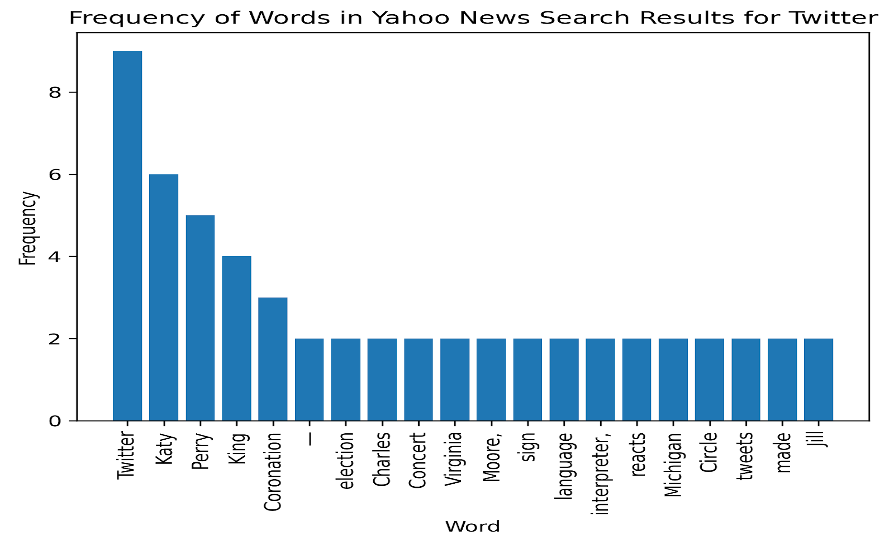 Frequency of Words in Yahoo News Search Results for Twitter
Frequency
8
6
4
2
0
Twitter
Katy
Perry
King
Coronation
—
election
Charles
Concert
Virginia
Moore,
sign
language
interpreter,
reacts
Michigan
Circle
tweets
made
Jill
Word